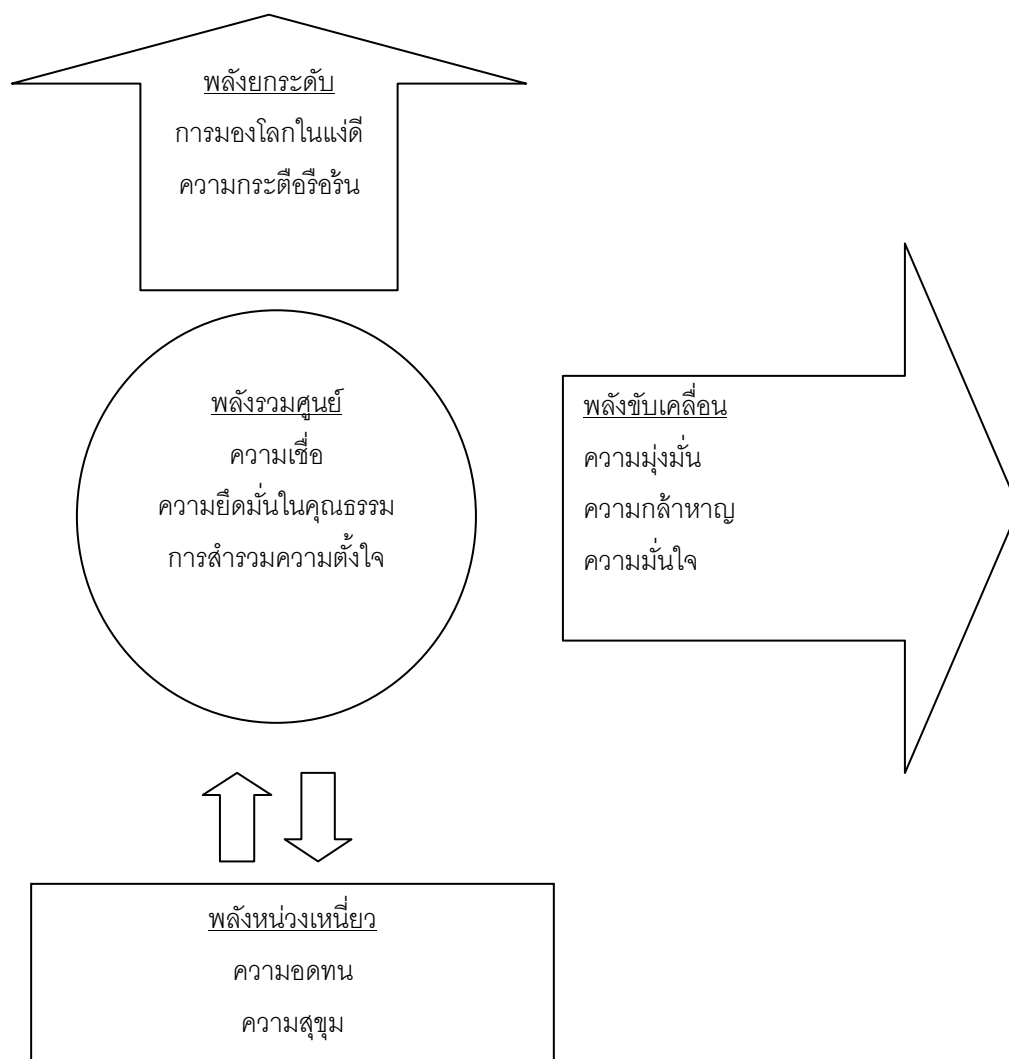 พลังยกระดับ
การมองโลกในแง่ดี
ความกระตือรือร้น
พลังรวมศูนย์
ความเชื่อ
ความยึดมั่นในคุณธรรม
การสำรวมความตั้งใจ
พลังขับเคลื่อน
ความมุ่งมั่น
ความกล้าหาญ
ความมั่นใจ
พลังหน่วงเหนี่ยว
ความอดทน
ความสุขุม